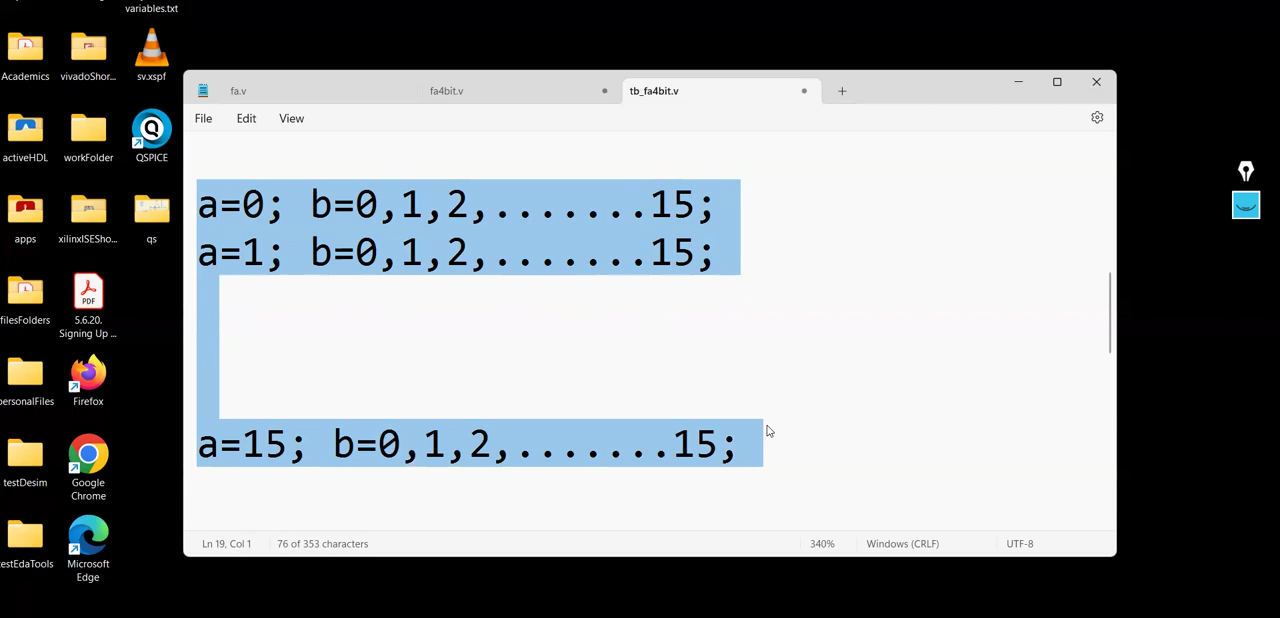 variables.txt
Academics
vivadoShor...
sv.xspf
activeHDL
workFolder
QSPICE
apps
xilinxISESho...
qs
filesFolders
5.6.20.
Signing Up ...
personalFiles
Firefox
testDesim
Google
Chrome
testEdaTools
Microsoft
Edge
PDF
fa.v
fa4bit.v
tb_fa4bit.v
File
Edit
View
a=0; b=0,1,2,.......15;
a=1; b=0,1,2,.......15;
a=15; b=0,1,2,.......15;
Ln 19, Col 1
76 of 353 characters
340%
Windows (CRLF)
UTF-8